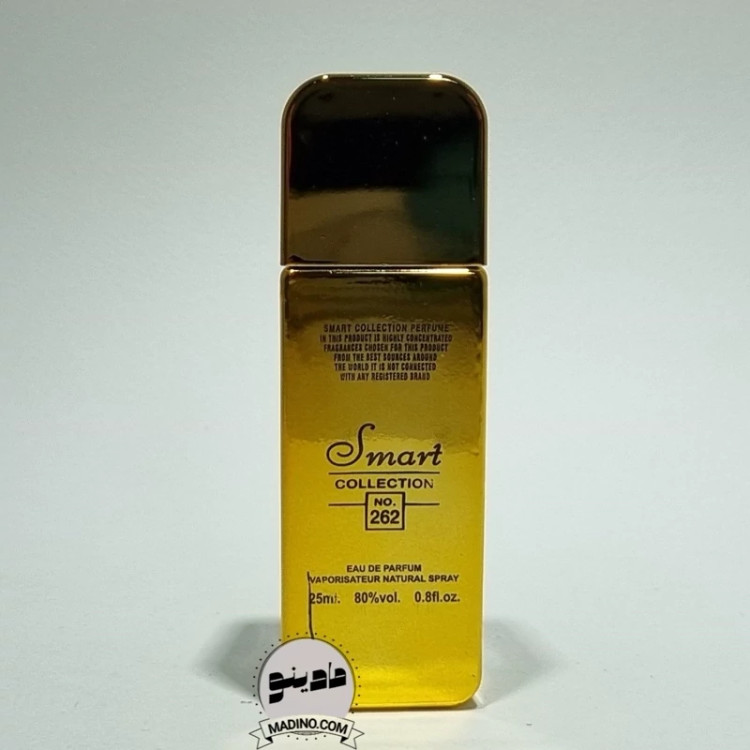 SMART COLLECTION PERFUME
IN THIS PRODUCT IS HIGHLY CONCENTRATED
FRAGRANCES CHOSEN FOR THIS PRODUCT
FROM THE BEST SOURCES AROUND
THE WORLD IT IS NOT CONNECTED
WITH ANY REGISTERED BRAND
Smart
COLLECTION
NO.
262
EAU DE PARFUM
VAPORISATEUR NATURAL SPRAY
25ml. 80%vol. 0.8fl.oz.
مادینو
MADINO.COM